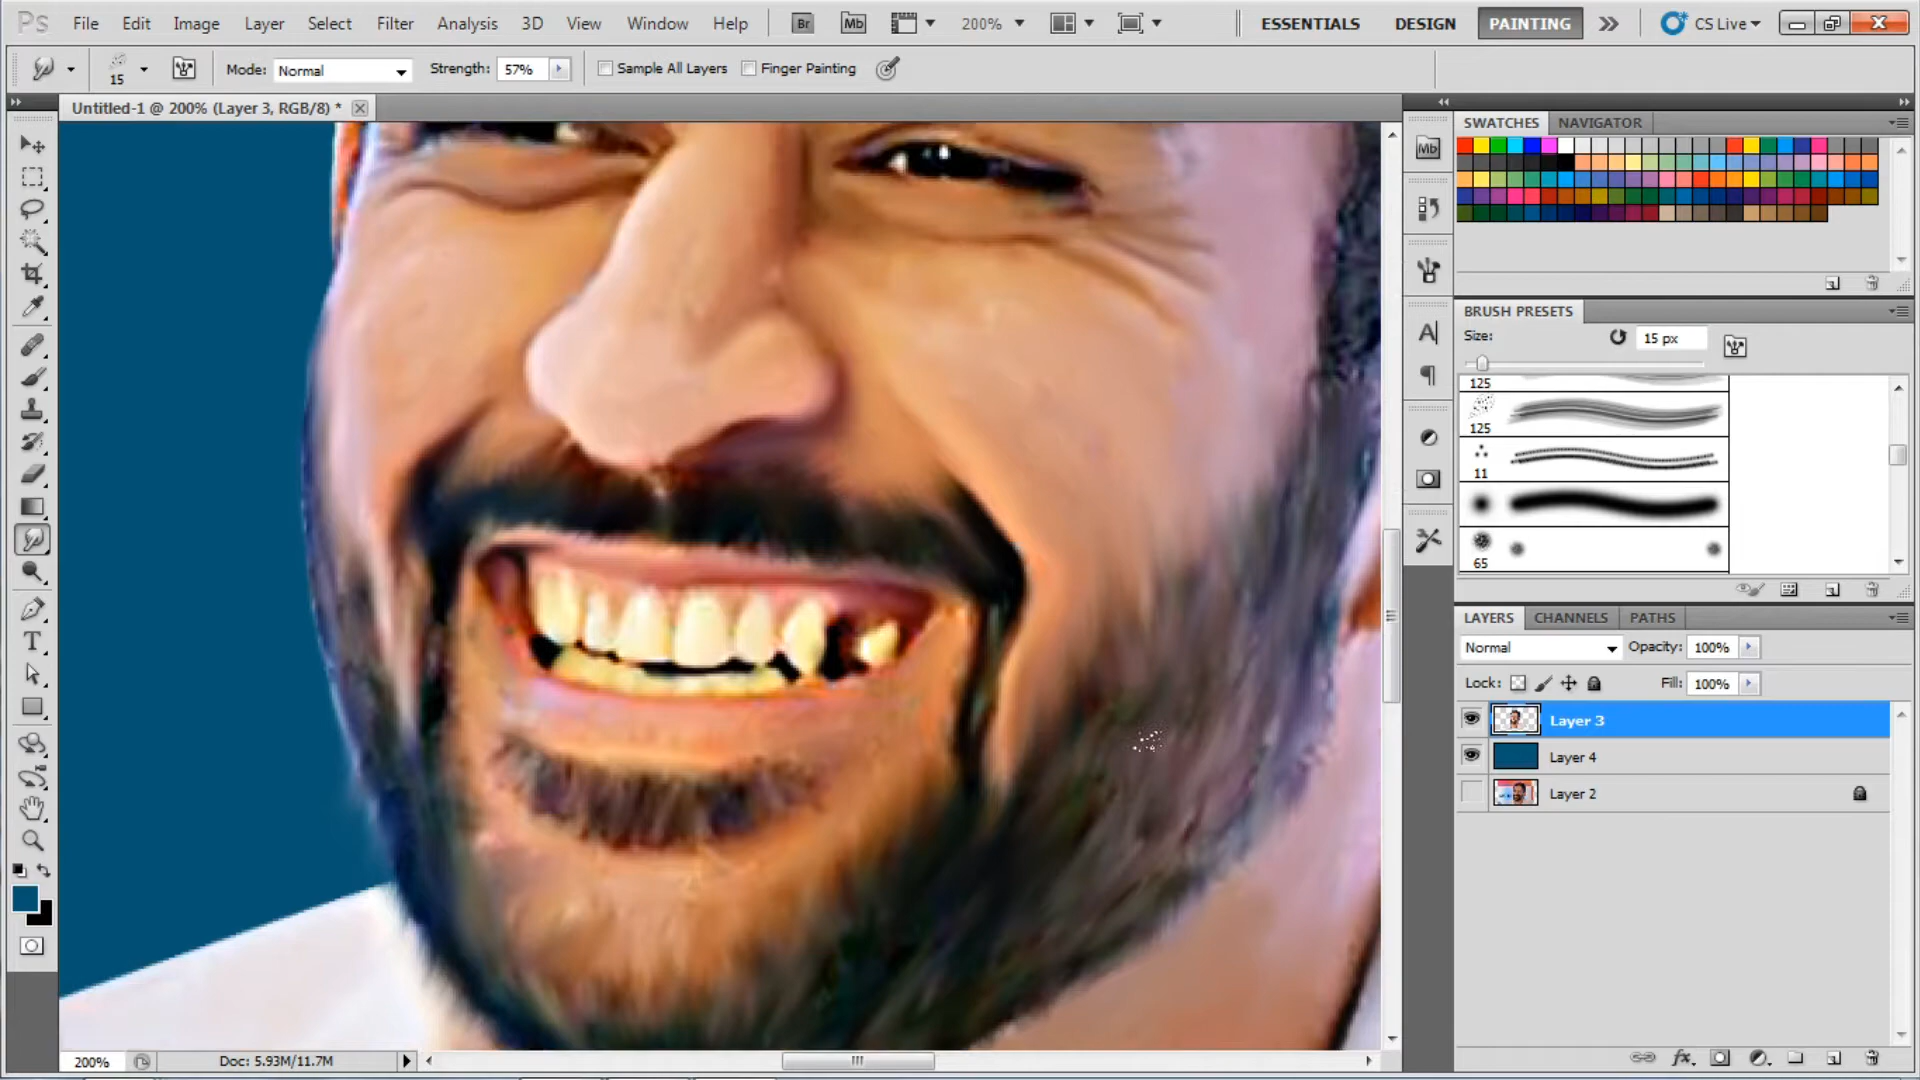 Ps File Edit Image Layer Select Filter Analysis 3D View Window Help Br Mb 200% ESSENTIALS DESIGN PAINTING CS Live
15 Mode: Normal Strength: 57% Sample All Layers Finger Painting
Untitled-1 @ 200% (Layer 3, RGB/8) *
SWATCHES NAVIGATOR
Mb
BRUSH PRESETS
Size: 15 px
125
125
11
65
LAYERS CHANNELS PATHS
Normal Opacity: 100%
Lock: Fill: 100%
Layer 3
Layer 4
Layer 2
200% Doc: 5.93M/11.7M
fx